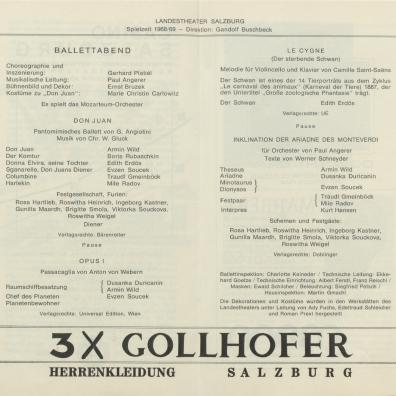 LANDESTHEATER SALZBURG
Spielzeit 1968/69 – Direktion: Gandolf Buschbeck
BALLETTABEND
Choreographie und
Inszenierung: Gerhard Plekel
Musikalische Leitung: Paul Angerer
Bühnenbild und Dekor: Ernst Bruzek
Kostüme zu „Don Juan": Marie Christin Carlowitz
Es spielt das Mozarteum-Orchester
DON JUAN
Pantomimisches Ballett von G. Angiolini
Musik von Chr. W. Gluck
Don Juan Armin Wild
Der Komtur Boris Rubaschkin
Donna Elvira, seine Tochter Edith Erdös
Sganarello, Don Juans Diener Evzen Soucek
Columbine Traudl Gmeinböck
Harlekin Mile Radov
Festgesellschaft, Furien:
Rosa Hartlieb, Roswitha Heinrich, Ingeborg Kastner,
Gunilla Maardh, Brigitte Smola, Viktorka Souckova,
Roswitha Weigel
Diener
Verlagsrechte: Bärenreiter
Pause
OPUS I
Passacaglia von Anton von Webern
Raumschiffbesatzung Dusanka Duricanin
Armin Wild
Chef des Planeten Evzen Soucek
Planetenbewohner
Verlagsrechte: Universal Edition, Wien
LE CYGNE
(Der sterbende Schwan)
Melodie für Violincello und Klavier von Camille Saint-Saëns
Der Schwan ist eines der 14 Tierporträts aus dem Zyklus
„Le carnaval des animaux" (Karneval der Tiere) 1887, der
den Untertitel „Große zoologische Phantasie" trägt.
Der Schwan Edith Erdös
Verlagsrechte: UE
Pause
INKLINATION DER ARIADNE DES MONTEVERDI
für Orchester von Paul Angerer
Texte von Werner Schneyder
Theseus Armin Wild
Ariadne Dusanka Duricanin
Minotaurus
Dionysos Evzen Soucek
Festpaar Traudl Gmeinböck
Mile Radov
Interpres Kurt Hansen
Schemen und Festgäste:
Rosa Hartlieb, Roswitha Heinrich, Ingeborg Kastner,
Gunilla Maardh, Brigitte Smola, Viktorka Souckova,
Roswitha Weigel
Verlagsrechte: Doblinger
Ballettinspektion: Charlotte Keineder / Technische Leitung: Ekke-
hard Goetze / Technische Einrichtung: Albert Fendt, Franz Reischl /
Masken: Ewald Schilcher / Beleuchtung: Siegfried Petsch /
Hausinspektion: Martin Gmachl
Die Dekorationen und Kostüme wurden in den Werkstätten des
Landestheaters unter Leitung von Ady Fuchs, Edeltraud Schleicher
und Roman Prexl hergestellt
3X GOLLHOFER
HERRENKLEIDUNG SALZBURG